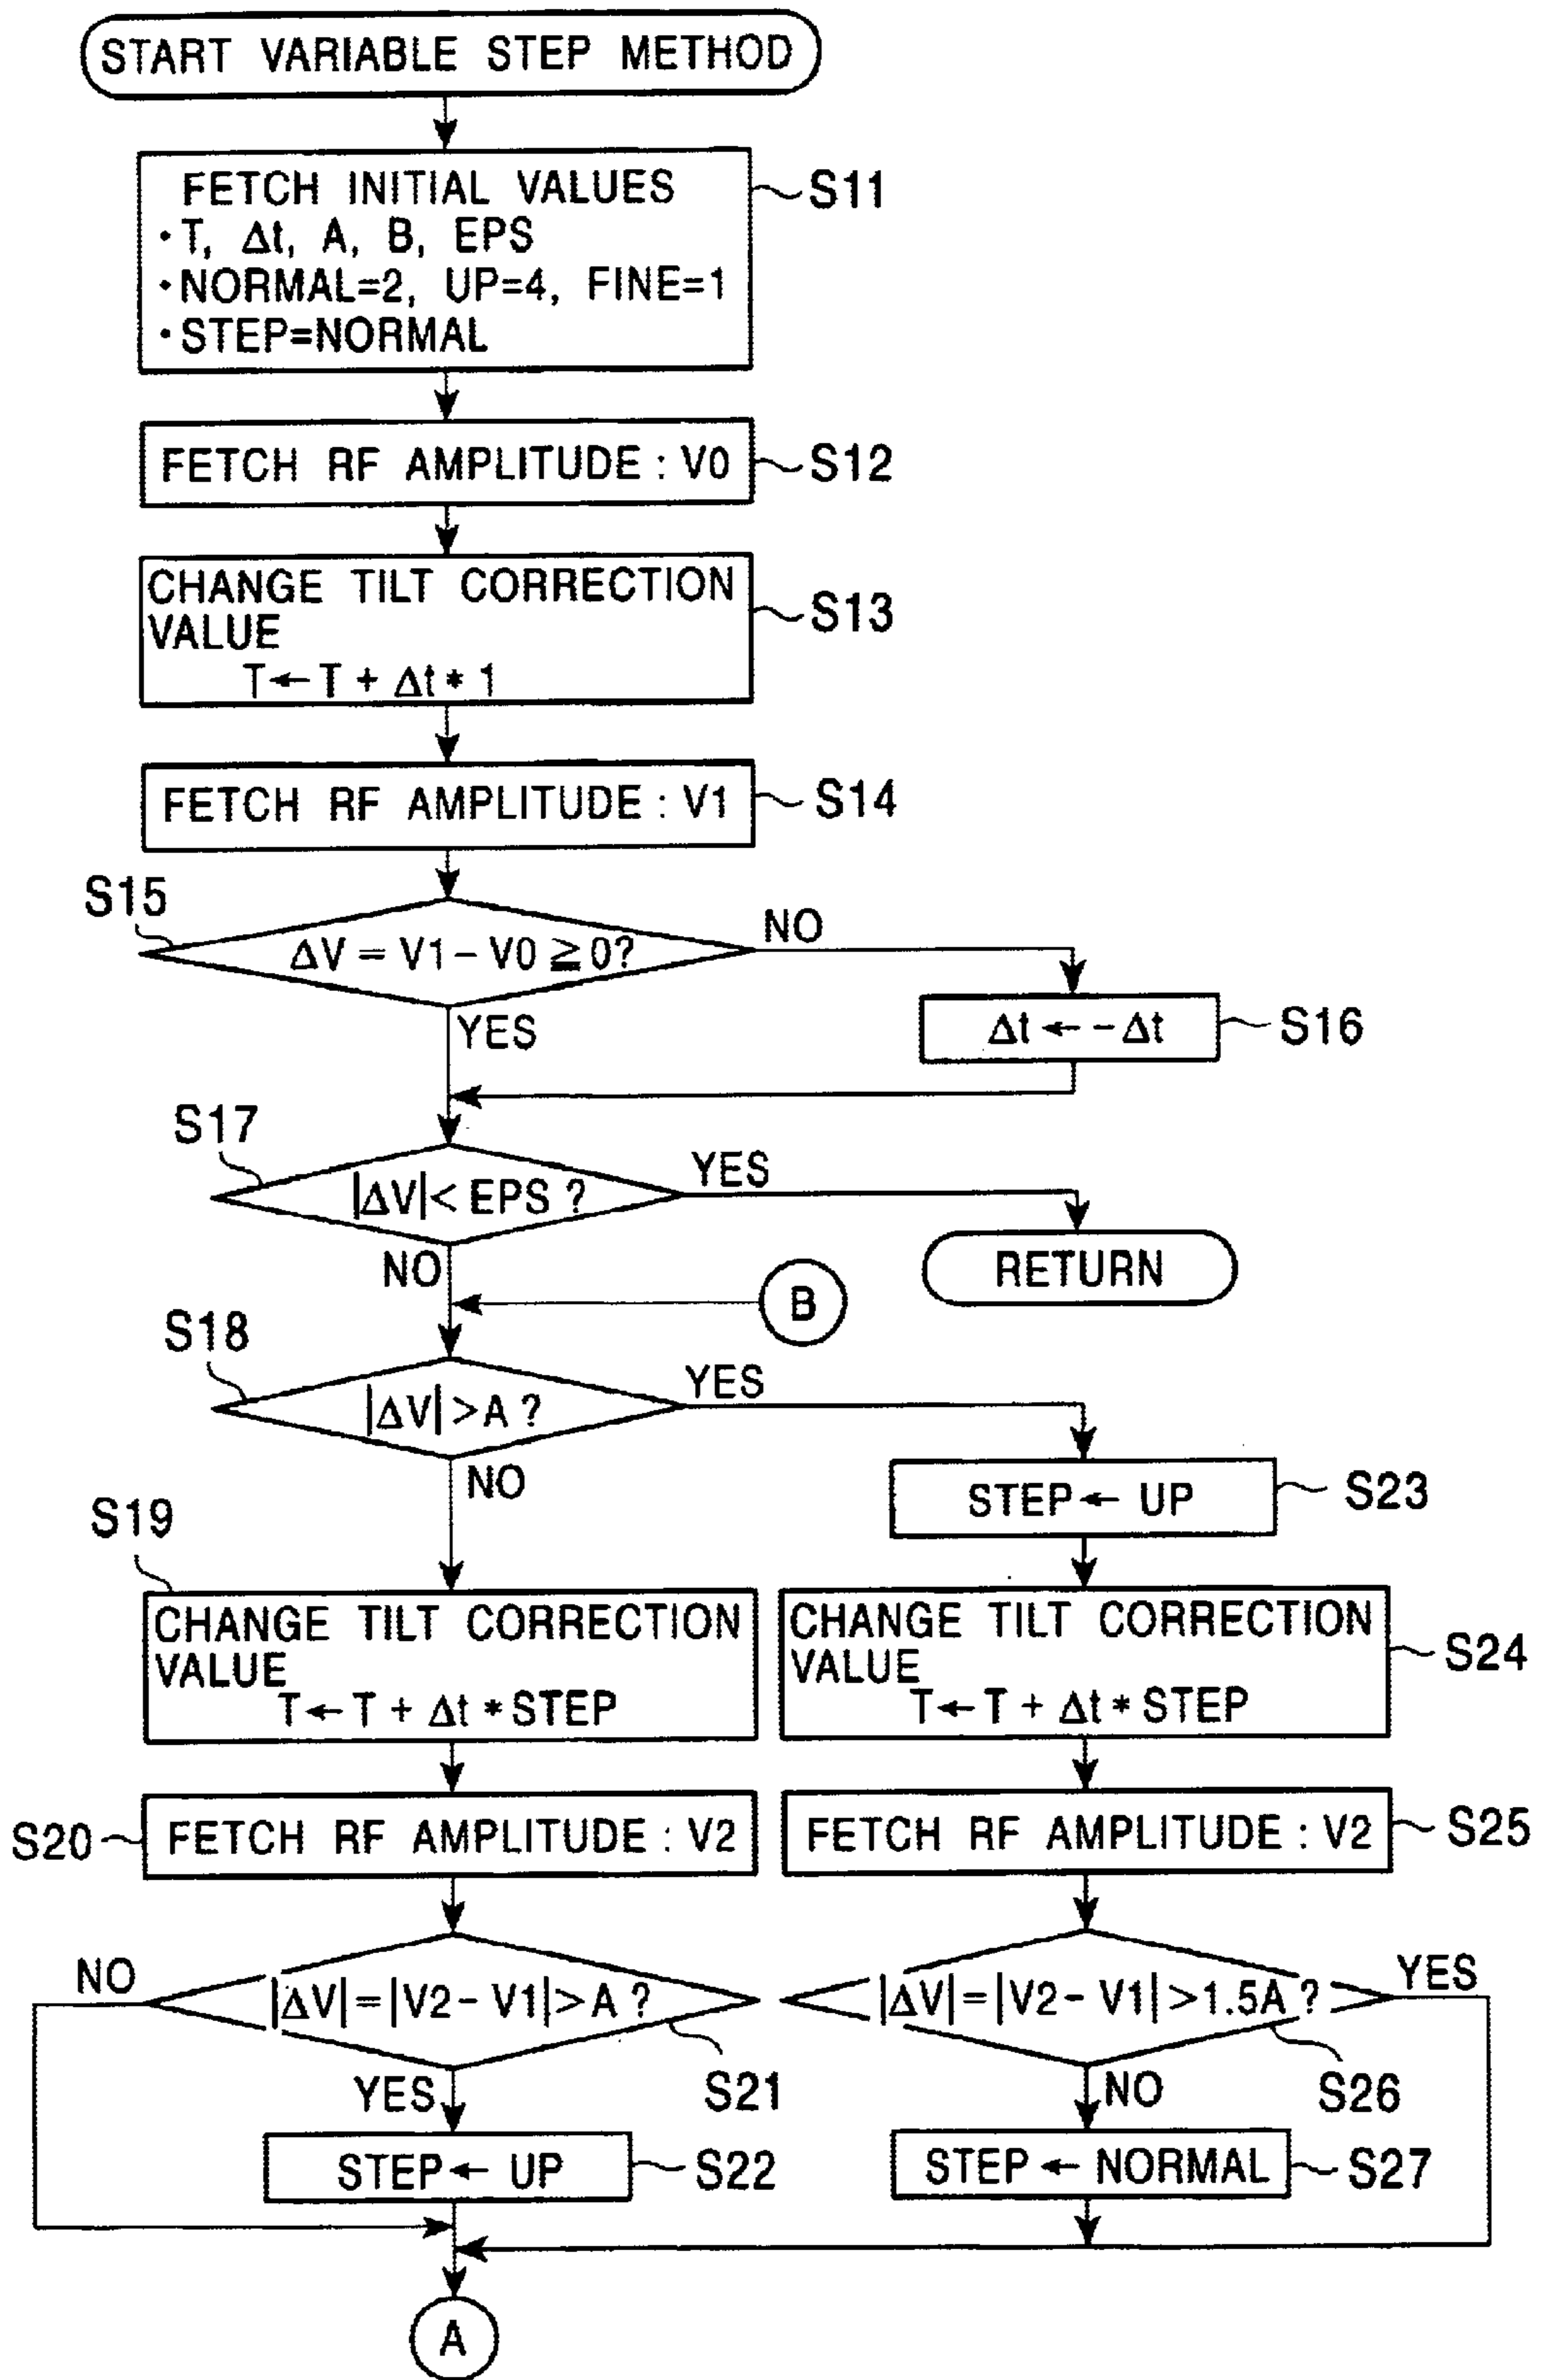 START VARIABLE STEP METHOD
FETCH INITIAL VALUES
・T, Δt, A, B, EPS
・NORMAL=2, UP=4, FINE=1
・STEP=NORMAL
S11
FETCH RF AMPLITUDE : V0
S12
CHANGE TILT CORRECTION
VALUE
T ← T + Δt * 1
S13
FETCH RF AMPLITUDE : V1
S14
S15
ΔV = V1 – V0 ≧ 0?
NO
YES
Δt ← – Δt
S16
S17
|ΔV| < EPS ?
YES
NO
RETURN
B
S18
|ΔV| > A ?
YES
NO
STEP ← UP
S23
S19
CHANGE TILT CORRECTION
VALUE
T ← T + Δt * STEP
CHANGE TILT CORRECTION
VALUE
T ← T + Δt * STEP
S24
S20
FETCH RF AMPLITUDE : V2
FETCH RF AMPLITUDE : V2
S25
NO
|ΔV| = |V2 – V1| > A ?
S21
YES
|ΔV| = |V2 – V1| > 1.5A ?
YES
S26
NO
STEP ← UP
S22
STEP ← NORMAL
S27
A